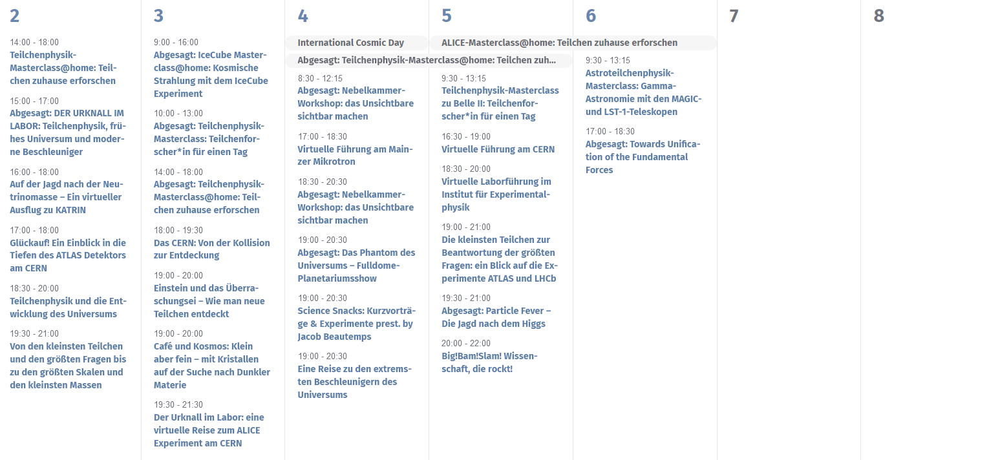 2
14:00 - 18:00
Teilchenphysik-
Masterclass@home: Teil-
chen zuhause erforschen
15:00 - 17:00
Abgesagt: DER URKNALL IM
LABOR: Teilchenphysik, frü-
hes Universum und moder-
ne Beschleuniger
16:00 - 18:00
Auf der Jagd nach der Neu-
trinomasse – Ein virtueller
Ausflug zu KATRIN
17:00 - 18:00
Glückauf! Ein Einblick in die
Tiefen des ATLAS Detektors
am CERN
18:30 - 20:00
Teilchenphysik und die Ent-
wicklung des Universums
19:30 - 21:00
Von den kleinsten Teilchen
und den größten Fragen bis
zu den größten Skalen und
den kleinsten Massen
3
9:00 - 16:00
Abgesagt: IceCube Master-
class@home: Kosmische
Strahlung mit dem IceCube
Experiment
10:00 - 13:00
Abgesagt: Teilchenphysik-
Masterclass: Teilchenfor-
scher*in für einen Tag
14:00 - 18:00
Abgesagt: Teilchenphysik-
Masterclass@home: Teil-
chen zuhause erforschen
18:00 - 19:30
Das CERN: Von der Kollision
zur Entdeckung
19:00 - 20:00
Einstein und das Überra-
schungsei – Wie man neue
Teilchen entdeckt
19:00 - 20:00
Café und Kosmos: Klein
aber fein – mit Kristallen
auf der Suche nach Dunkler
Materie
19:30 - 21:30
Der Urknall im Labor: eine
virtuelle Reise zum ALICE
Experiment am CERN
4
International Cosmic Day
Abgesagt: Teilchenphysik-Masterclass@home: Teilchen zuh...
8:30 - 12:15
Abgesagt: Nebelkammer-
Workshop: das Unsichtbare
sichtbar machen
17:00 - 18:30
Virtuelle Führung am Main-
zer Mikrotron
18:30 - 20:30
Abgesagt: Nebelkammer-
Workshop: das Unsichtbare
sichtbar machen
19:00 - 20:30
Abgesagt: Das Phantom des
Universums – Fulldome-
Planetariumsshow
19:00 - 20:30
Science Snacks: Kurzvorträ-
ge & Experimente prest. by
Jacob Beautemps
19:00 - 20:30
Eine Reise zu den extrems-
ten Beschleunigern des
Universums
5
ALICE-Masterclass@home: Teilchen zuhause erforschen
9:30 - 13:15
Teilchenphysik-Masterclass
zu Belle II: Teilchenfor-
scher*in für einen Tag
16:30 - 19:00
Virtuelle Führung am CERN
18:30 - 20:00
Virtuelle Laborführung im
Institut für Experimental-
physik
19:00 - 21:00
Die kleinsten Teilchen zur
Beantwortung der größten
Fragen: ein Blick auf die Ex-
perimente ATLAS und LHCb
19:30 - 21:00
Abgesagt: Particle Fever –
Die Jagd nach dem Higgs
20:00 - 22:00
Big!Bam!Slam! Wissen-
schaft, die rockt!
6
9:30 - 13:15
Astroteilchenphysik-
Masterclass: Gamma-
Astronomie mit den MAGIC-
und LST-1-Teleskopen
17:00 - 18:30
Abgesagt: Towards Unifica-
tion of the Fundamental
Forces
7
8